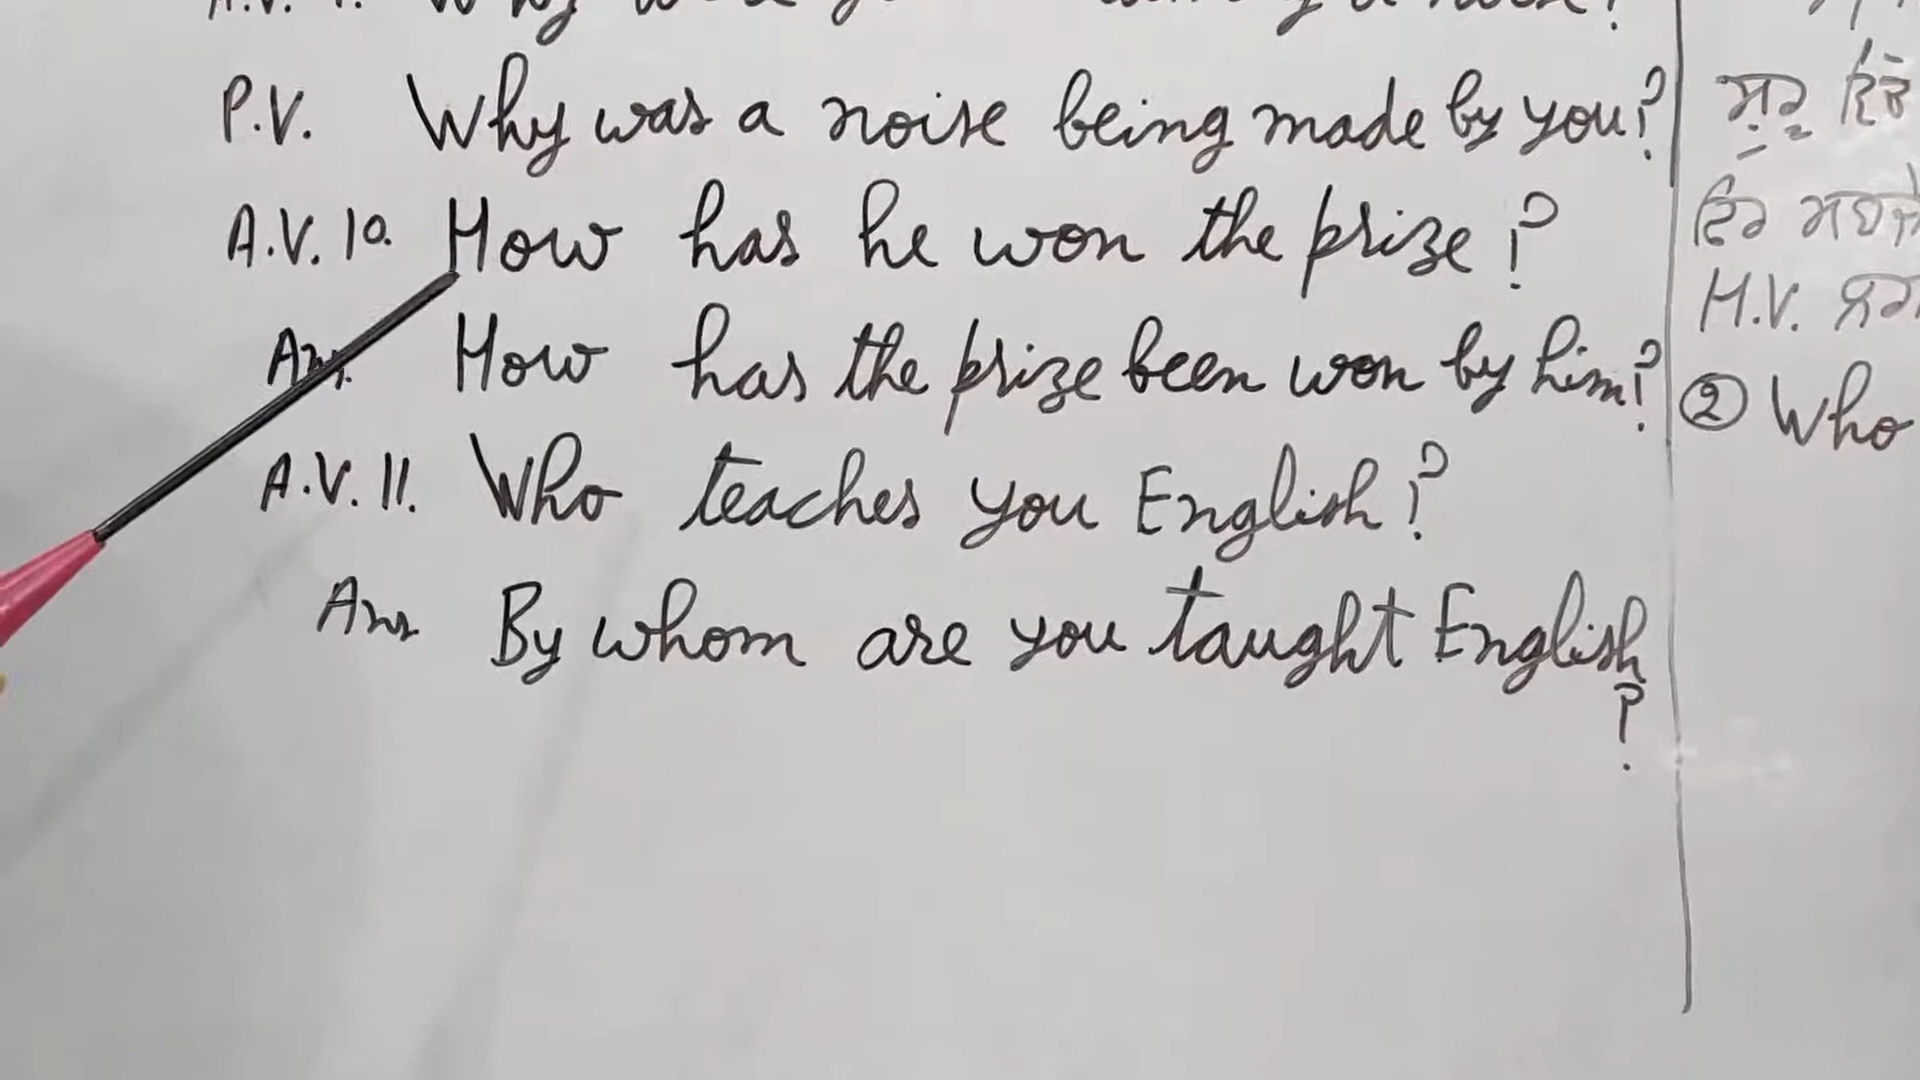 P.V. Why was a noise being made by you?
A.V. 10. How has he won the prize?
Ans. How has the prize been won by him?
A.V. 11. Who teaches you English?
Ans By whom are you taught English
?
H.V.
② Who